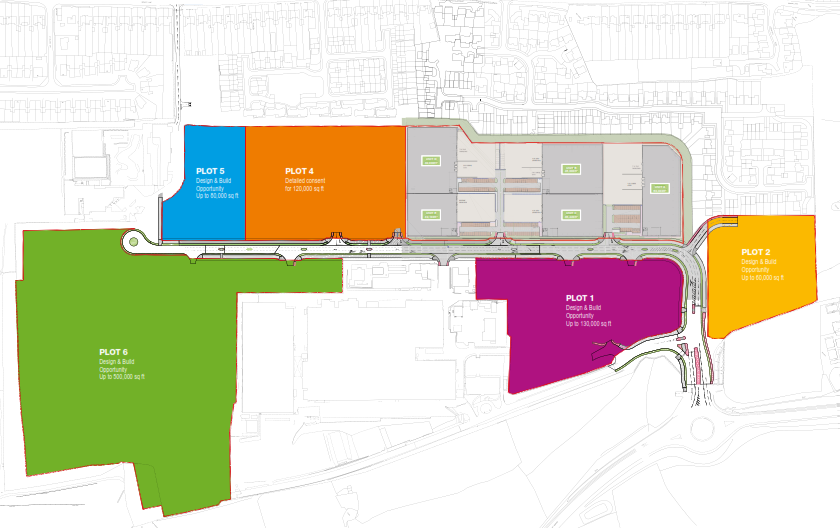 PLOT 5
Design & Build
Opportunity
Up to 50,000 sq ft
PLOT 4
Detailed consent
for 120,000 sq ft
PLOT 2
Design & Build
Opportunity
Up to 60,000 sq ft
PLOT 1
Design & Build
Opportunity
Up to 130,000 sq ft
PLOT 6
Design & Build
Opportunity
Up to 500,000 sq ft